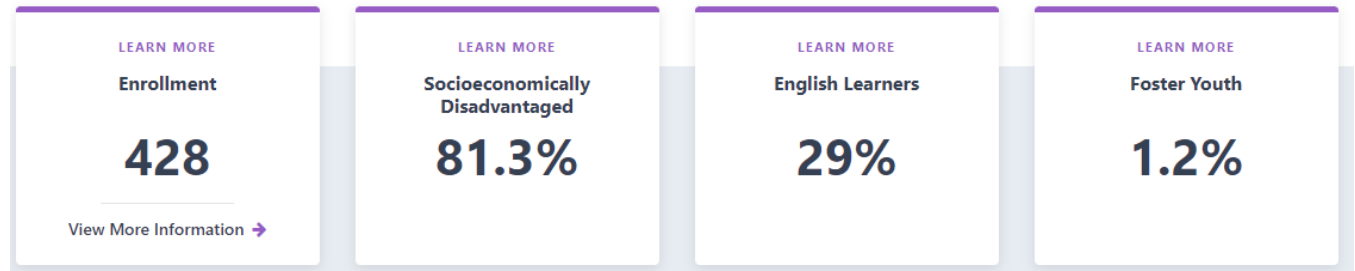 LEARN MORE
Enrollment
428
View More Information
LEARN MORE
Socioeconomically
Disadvantaged
81.3%
LEARN MORE
English Learners
29%
LEARN MORE
Foster Youth
1.2%